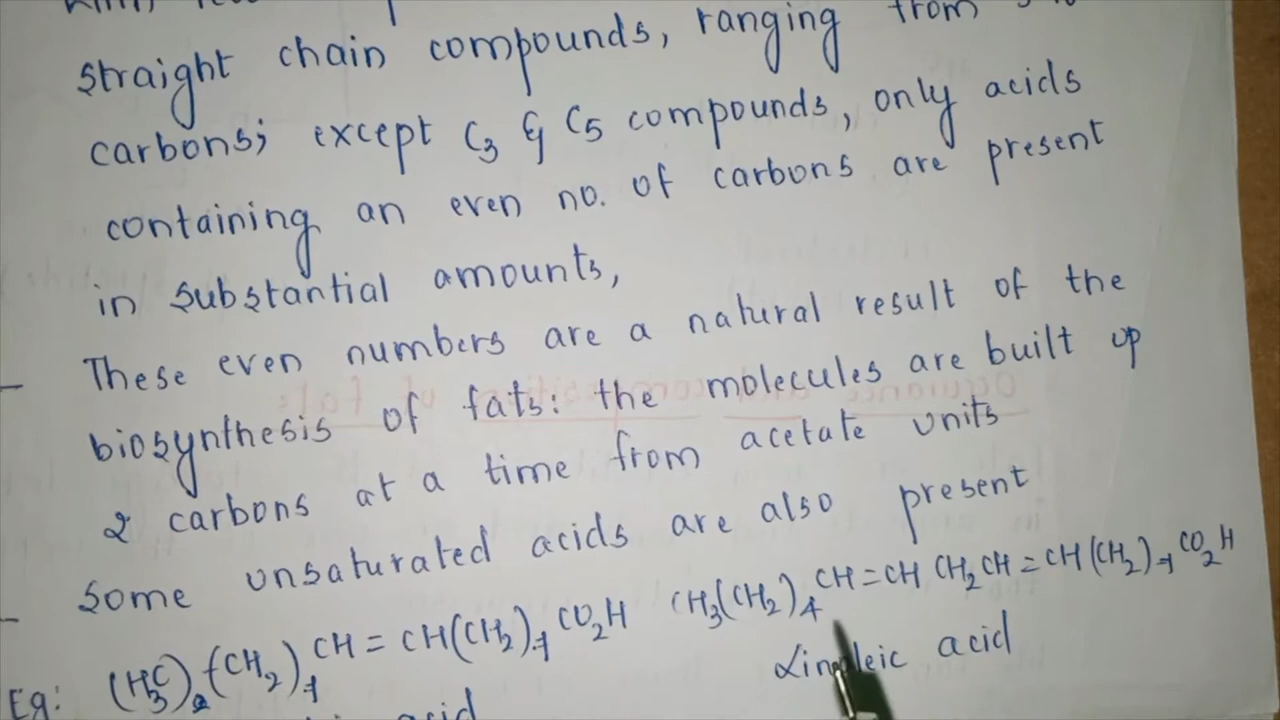 straight chain compounds, ranging from
carbons; except C₃ & C₅ compounds, only acids
containing an even no. of carbons are present
in substantial amounts,
- These even numbers are a natural result of the
biosynthesis of fats: the molecules are built up
2 carbons at a time from acetate units
- Some unsaturated acids are also present
Eg: (H₃C)₂(CH₂)₇CH=CH(CH₂)₇CO₂H CH₃(CH₂)₄CH=CHCH₂CH=CH(CH₂)₇CO₂H
acid Linoleic acid